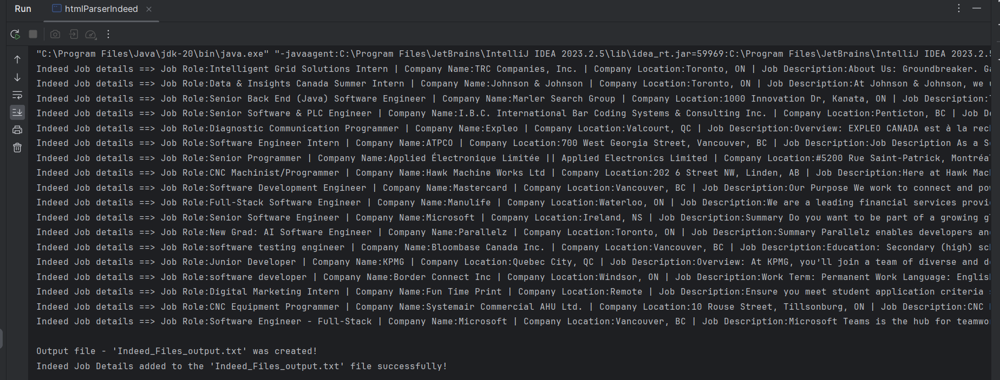 Run htmlParserIndeed
"C:\Program Files\Java\jdk-20\bin\java.exe" "-javaagent:C:\Program Files\JetBrains\IntelliJ IDEA 2023.2.5\lib\idea_rt.jar=59969:C:\Program Files\JetBrains\IntelliJ IDEA 2023.2.5
Indeed Job details ==> Job Role:Intelligent Grid Solutions Intern | Company Name:TRC Companies, Inc. | Company Location:Toronto, ON | Job Description:About Us: Groundbreaker.
Indeed Job details ==> Job Role:Data & Insights Canada Summer Intern | Company Name:Johnson & Johnson | Company Location:Toronto, ON | Job Description:At Johnson & Johnson, we
Indeed Job details ==> Job Role:Senior Back End (Java) Software Engineer | Company Name:Marler Search Group | Company Location:1000 Innovation Dr, Kanata, ON | Job Description:
Indeed Job details ==> Job Role:Senior Software & PLC Engineer | Company Name:I.B.C. International Bar Coding Systems & Consulting Inc. | Company Location:Penticton, BC | Job
Indeed Job details ==> Job Role:Diagnostic Communication Programmer | Company Name:Expleo | Company Location:Valcourt, QC | Job Description:Overview: EXPLEO CANADA est à la
Indeed Job details ==> Job Role:Software Engineer Intern | Company Name:ATPCO | Company Location:700 West Georgia Street, Vancouver, BC | Job Description:Job Description As a
Indeed Job details ==> Job Role:Senior Programmer | Company Name:Applied Électronique Limitée || Applied Electronics Limited | Company Location:#5200 Rue Saint-Patrick, Montréal
Indeed Job details ==> Job Role:CNC Machinist/Programmer | Company Name:Hawk Machine Works Ltd | Company Location:202 6 Street NW, Linden, AB | Job Description:Here at Hawk Mac
Indeed Job details ==> Job Role:Software Development Engineer | Company Name:Mastercard | Company Location:Vancouver, BC | Job Description:Our Purpose We work to connect and po
Indeed Job details ==> Job Role:Full-Stack Software Engineer | Company Name:Manulife | Company Location:Waterloo, ON | Job Description:We are a leading financial services provi
Indeed Job details ==> Job Role:Senior Software Engineer | Company Name:Microsoft | Company Location:Ireland, NS | Job Description:Summary Do you want to be part of a growing g
Indeed Job details ==> Job Role:New Grad: AI Software Engineer | Company Name:Parallelz | Company Location:Toronto, ON | Job Description:Summary Parallelz enables developers an
Indeed Job details ==> Job Role:software testing engineer | Company Name:Bloombase Canada Inc. | Company Location:Vancouver, BC | Job Description:Education: Secondary (high) sc
Indeed Job details ==> Job Role:Junior Developer | Company Name:KPMG | Company Location:Quebec City, QC | Job Description:Overview: At KPMG, you’ll join a team of diverse and d
Indeed Job details ==> Job Role:software developer | Company Name:Border Connect Inc | Company Location:Windsor, ON | Job Description:Work Term: Permanent Work Language: Englis
Indeed Job details ==> Job Role:Digital Marketing Intern | Company Name:Fun Time Print | Company Location:Remote | Job Description:Ensure you meet student application criteria
Indeed Job details ==> Job Role:CNC Equipment Programmer | Company Name:Systemair Commercial AHU Ltd. | Company Location:10 Rouse Street, Tillsonburg, ON | Job Description:CNC
Indeed Job details ==> Job Role:Software Engineer - Full-Stack | Company Name:Microsoft | Company Location:Vancouver, BC | Job Description:Microsoft Teams is the hub for teamwo
Output file - 'Indeed_Files_output.txt' was created!
Indeed Job Details added to the 'Indeed_Files_output.txt' file successfully!